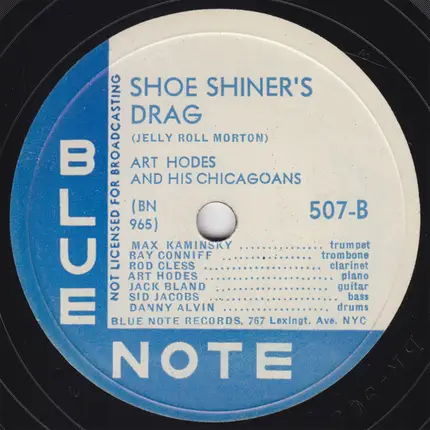 SHOE SHINER'S
DRAG
(JELLY ROLL MORTON)
ART HODES
AND HIS CHICAGOANS
(BN
965)
507-B
MAX KAMINSKY .............. trumpet
RAY CONNIFF .............. trombone
ROD CLESS .............. clarinet
ART HODES .............. piano
JACK BLAND .............. guitar
SID JACOBS .............. bass
DANNY ALVIN .............. drums
BLUE NOTE RECORDS, 767 Lexingt. Ave. NYC
NOT LICENSED FOR BROADCASTING
BLUE
NOTE